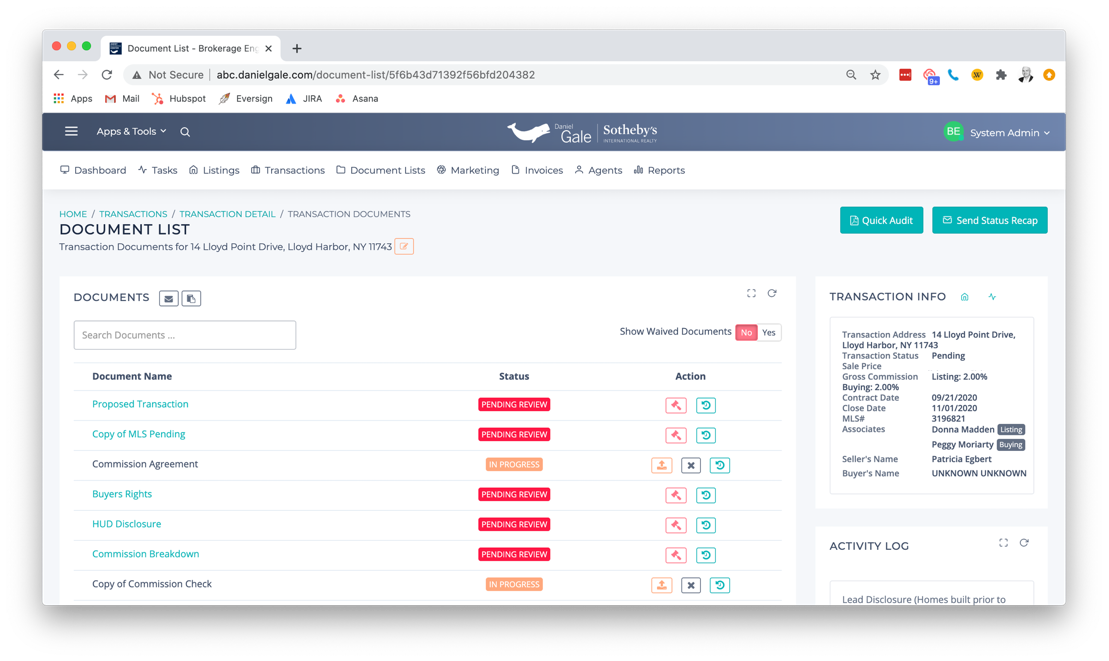 Document List - Brokerage Eng
Not Secure | abc.danielgale.com/document-list/5f6b43d71392f56bfd204382
9+
Apps Mail Hubspot Eversign JIRA Asana
Apps & Tools
Daniel Gale | Sotheby's INTERNATIONAL REALTY
BE System Admin
Dashboard Tasks Listings Transactions Document Lists Marketing Invoices Agents Reports
HOME / TRANSACTIONS / TRANSACTION DETAIL / TRANSACTION DOCUMENTS
DOCUMENT LIST
Transaction Documents for 14 Lloyd Point Drive, Lloyd Harbor, NY 11743
Quick Audit
Send Status Recap
DOCUMENTS
Search Documents ...
Show Waived Documents No Yes
Document Name Status Action
Proposed Transaction PENDING REVIEW
Copy of MLS Pending PENDING REVIEW
Commission Agreement IN PROGRESS
Buyers Rights PENDING REVIEW
HUD Disclosure PENDING REVIEW
Commission Breakdown PENDING REVIEW
Copy of Commission Check IN PROGRESS
TRANSACTION INFO
Transaction Address 14 Lloyd Point Drive,
Lloyd Harbor, NY 11743
Transaction Status Pending
Sale Price
Gross Commission Listing: 2.00%
Buying: 2.00%
Contract Date 09/21/2020
Close Date 11/01/2020
MLS# 3196821
Associates Donna Madden Listing
Peggy Moriarty Buying
Seller's Name Patricia Egbert
Buyer's Name UNKNOWN UNKNOWN
ACTIVITY LOG
Lead Disclosure (Homes built prior to